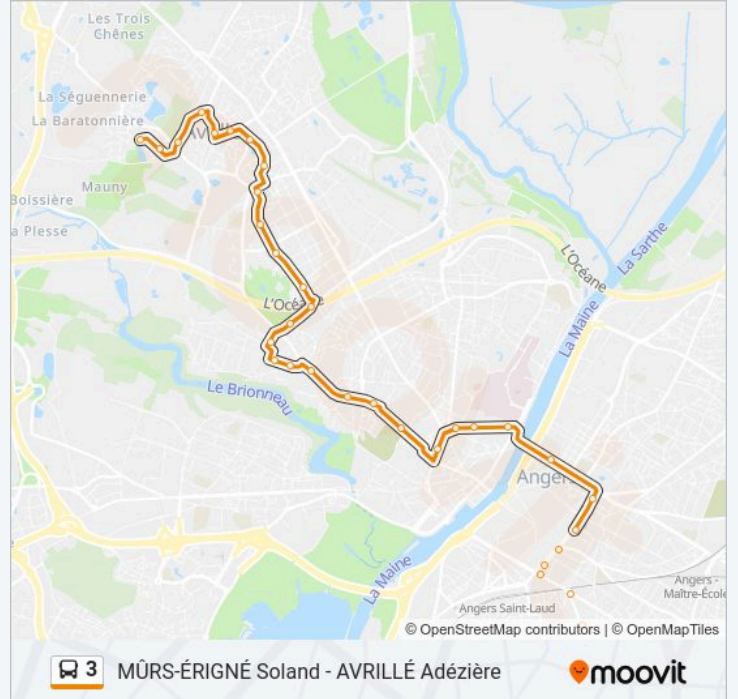 Les Trois
Chênes
La Séguennerie
La Baratonnière
Mauny
Boissière
a Plesse
L'Océane
La Sarthe
L'Océane
La Maine
Le Brionneau
Angers
La Maine
Angers -
Maître-École
Angers Saint-Laud
© OpenStreetMap contributors | © OpenMapTiles
3 MÛRS-ÉRIGNÉ Soland - AVRILLÉ Adézière
moovit